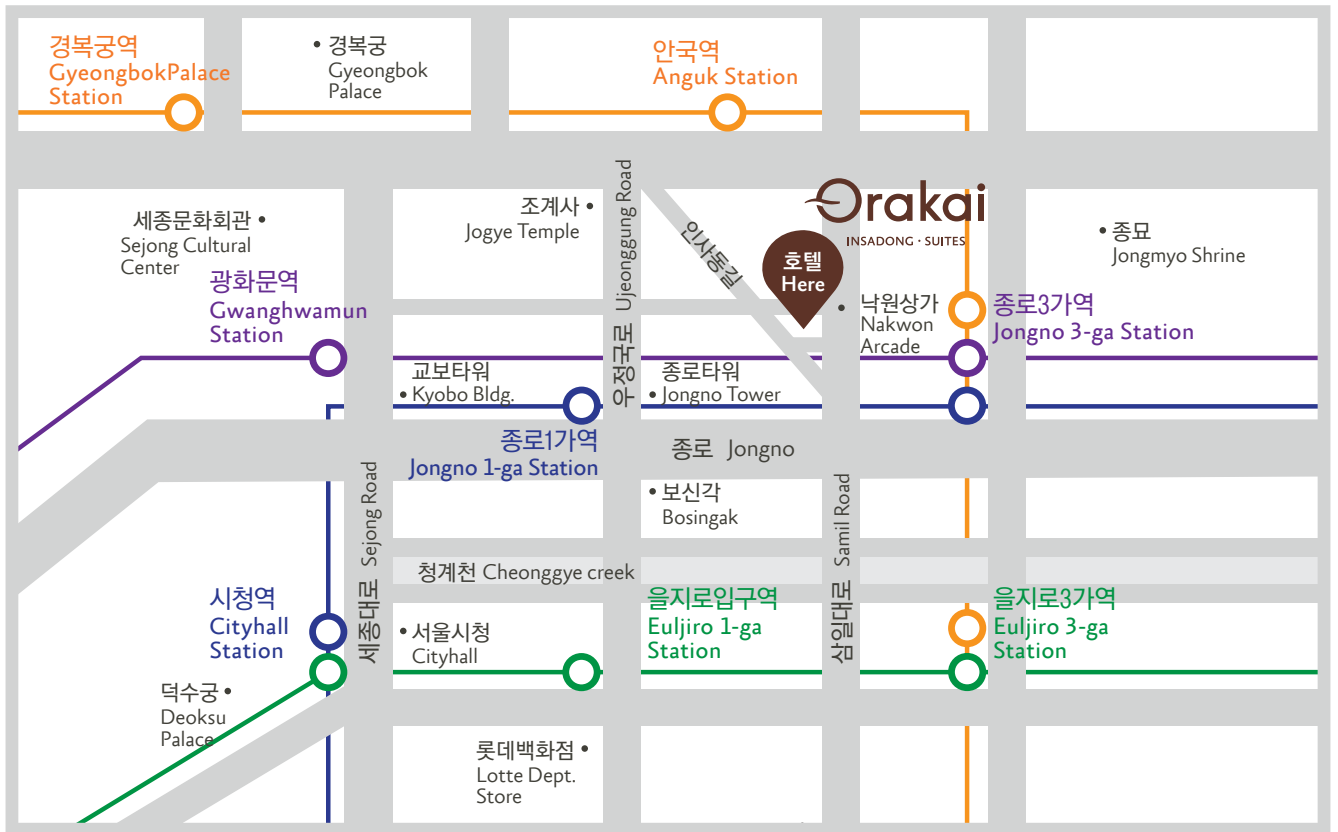 경복궁역
GyeongbokPalace
Station
경복궁
Gyeongbok
Palace
안국역
Anguk Station
세종문화회관
Sejong Cultural
Center
조계사
Jogye Temple
우정국로 Ujeonggung Road
인사동길
Orakai
INSADONG · SUITES
호텔
Here
종묘
Jongmyo Shrine
광화문역
Gwanghwamun
Station
낙원상가
Nakwon
Arcade
종로3가역
Jongno 3-ga Station
교보타워
Kyobo Bldg.
종로타워
Jongno Tower
종로1가역
Jongno 1-ga Station
종로 Jongno
보신각
Bosingak
세종대로 Sejong Road
삼일대로 Samil Road
청계천 Cheonggye creek
시청역
Cityhall
Station
서울시청
Cityhall
을지로입구역
Euljiro 1-ga
Station
을지로3가역
Euljiro 3-ga
Station
덕수궁
Deoksu
Palace
롯데백화점
Lotte Dept.
Store